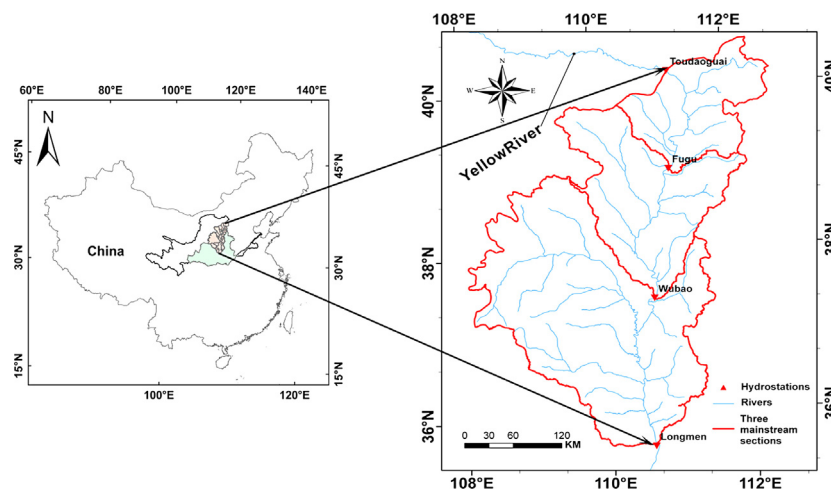 108°E 110°E 112°E
60°E 80°E 100°E 120°E 140°E
N
45°N
45°N
China
30°N
30°N
15°N
15°N
100°E 120°E
N
W E
S
40°N
40°N
38°N
38°N
36°N
36°N
Toudaoguai
YellowRiver
Fugu
Wubao
Longmen
Hydrostations
Rivers
Three
mainstream
sections
0 30 60 120
KM
108°E 110°E 112°E